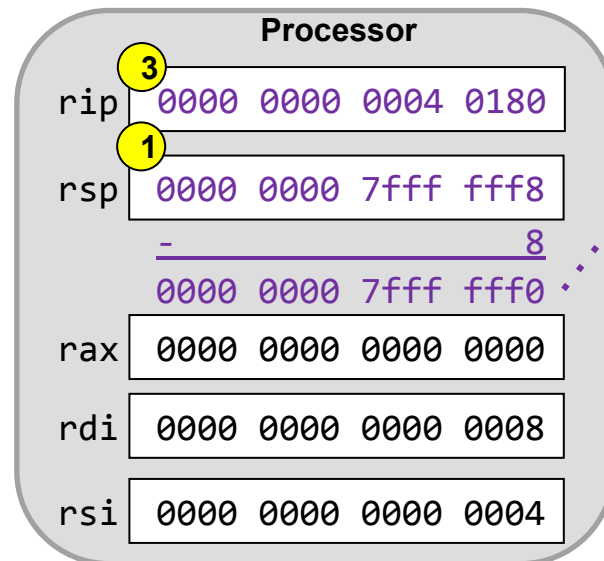 Processor
3
rip 0000 0000 0004 0180
1
rsp 0000 0000 7fff fff8
- 8
0000 0000 7fff fff0
rax 0000 0000 0000 0000
rdi 0000 0000 0000 0008
rsi 0000 0000 0000 0004